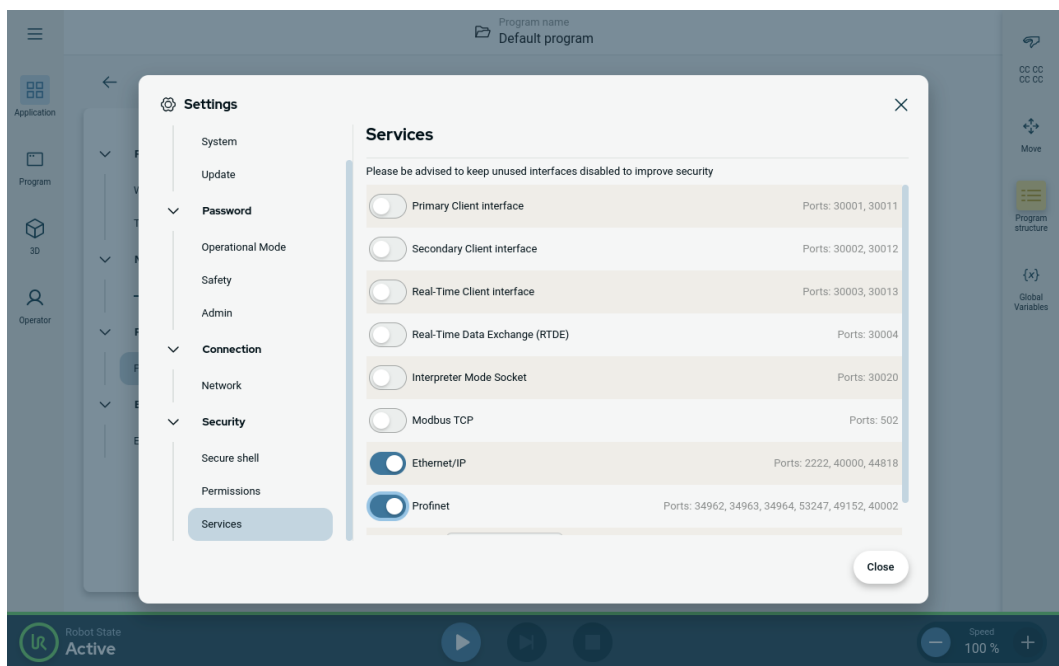 Program name
Default program
Application
Program
3D
Operator
Settings
System
Update
Password
Operational Mode
Safety
Admin
Connection
Network
Security
Secure shell
Permissions
Services
Services
Please be advised to keep unused interfaces disabled to improve security
Primary Client interface Ports: 30001, 30011
Secondary Client interface Ports: 30002, 30012
Real-Time Client interface Ports: 30003, 30013
Real-Time Data Exchange (RTDE) Ports: 30004
Interpreter Mode Socket Ports: 30020
Modbus TCP Ports: 502
Ethernet/IP Ports: 2222, 40000, 44818
Profinet Ports: 34962, 34963, 34964, 53247, 49152, 40002
Close
CC CC
CC CC
Move
Program
structure
{x}
Global
Variables
UR
Robot State
Active
Speed
100 %